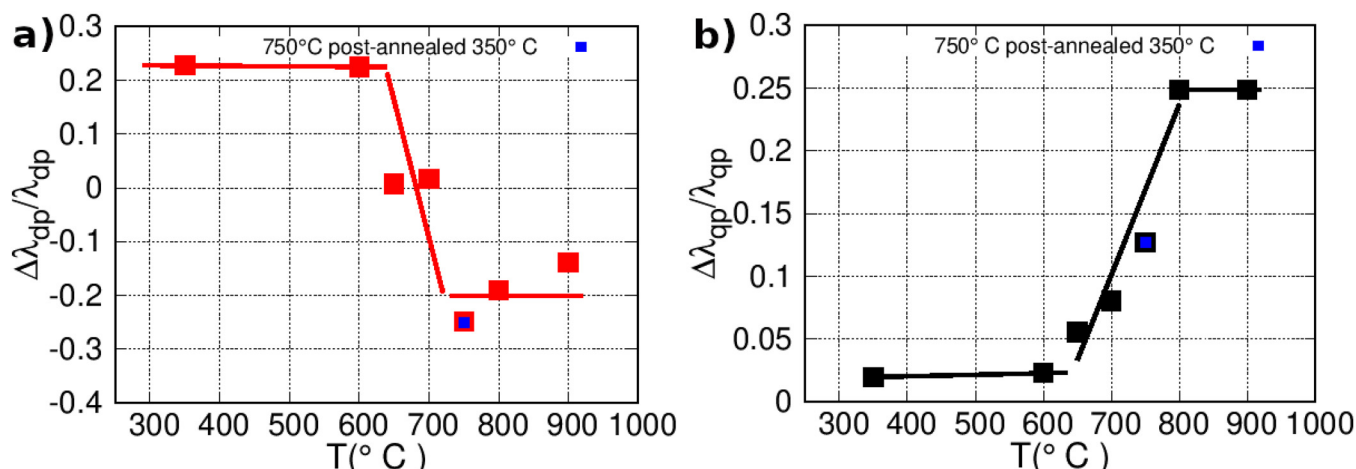 a)
750°C post-annealed 350° C
0.3
0.2
0.1
0
-0.1
-0.2
-0.3
-0.4
Δλdp/λdp
300 400 500 600 700 800 900 1000
T(° C )
b)
750° C post-annealed 350° C
0.3
0.25
0.2
0.15
0.1
0.05
0
Δλqp/λqp
300 400 500 600 700 800 900 1000
T(° C )